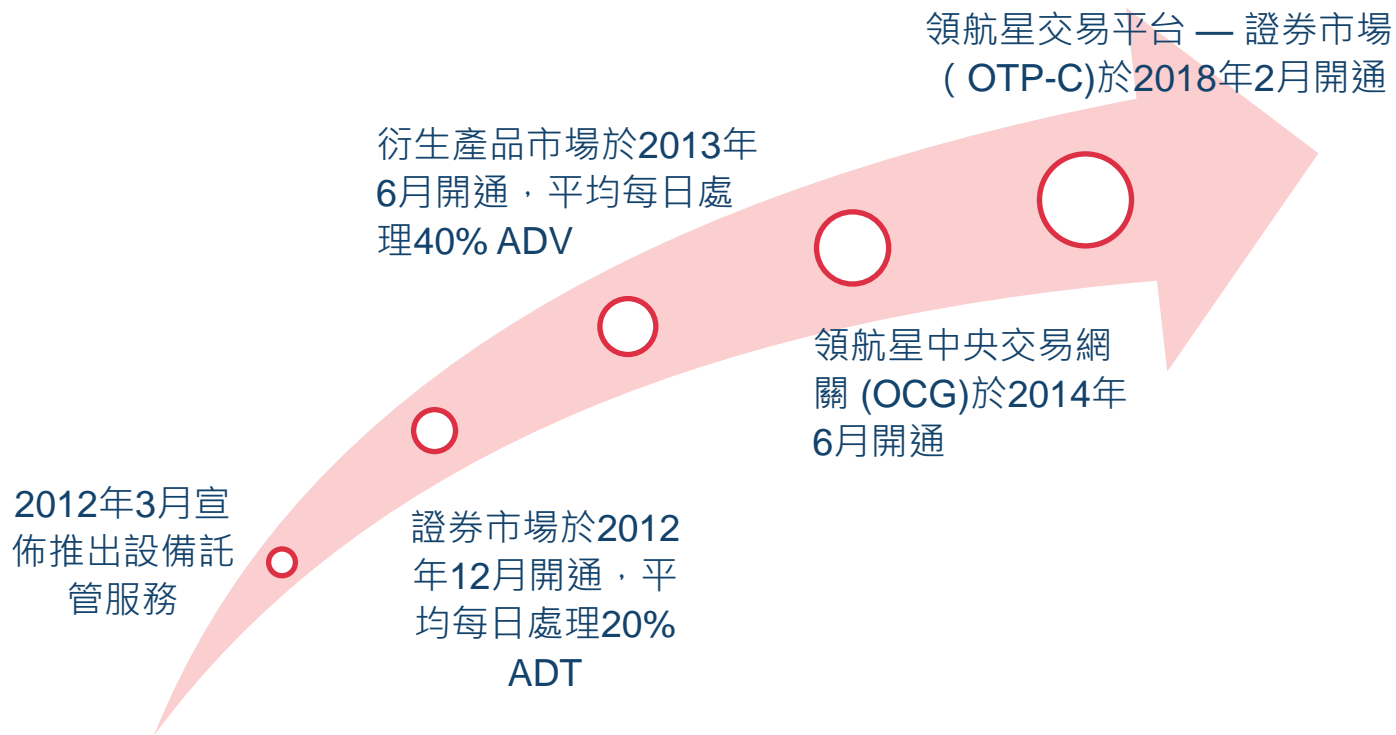 2012年3月宣
佈推出設備託
管服務
證券市場於2012
年12月開通，平
均每日處理20%
ADT
衍生產品市場於2013年
6月開通，平均每日處
理40% ADV
領航星中央交易網
關 (OCG)於2014年
6月開通
領航星交易平台 — 證券市場
( OTP-C)於2018年2月開通